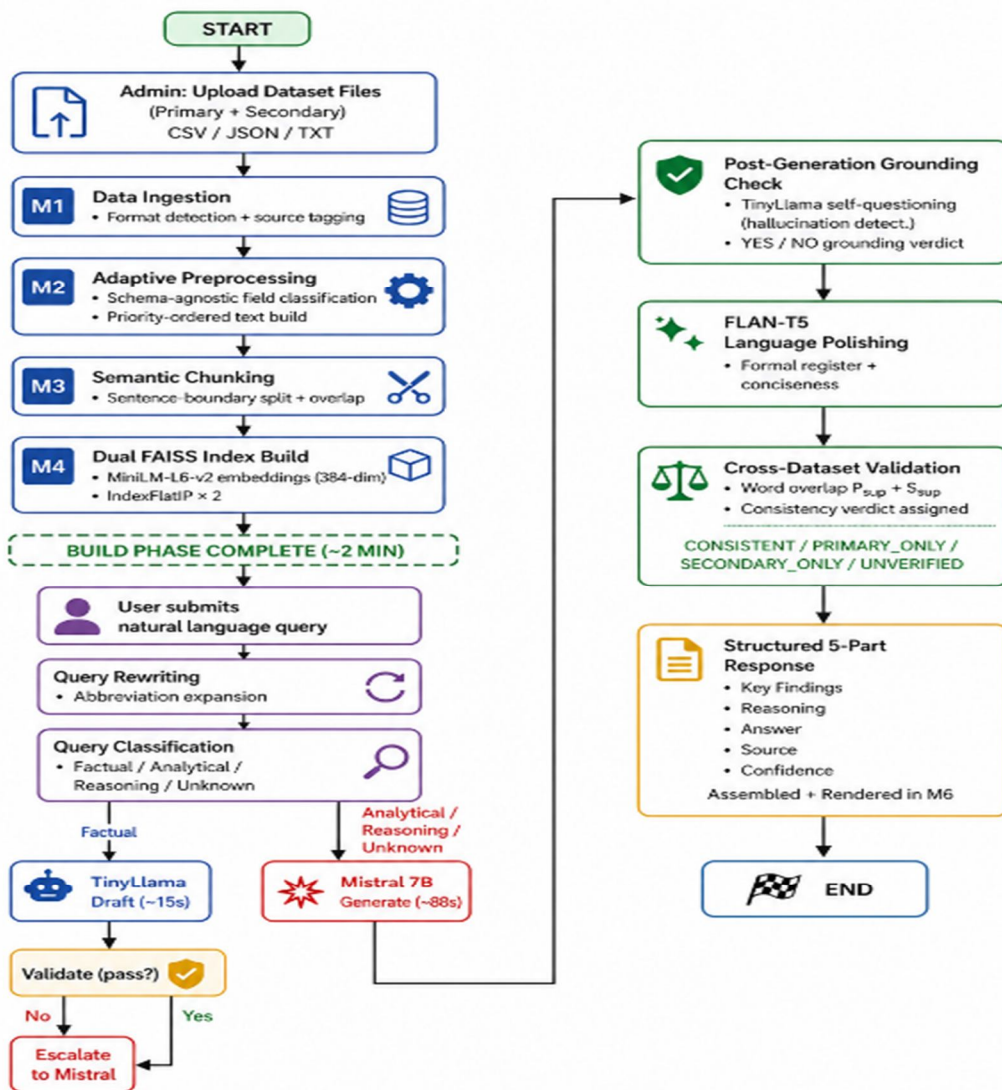 START
Admin: Upload Dataset Files
(Primary + Secondary)
CSV / JSON / TXT
M1
Data Ingestion
• Format detection + source tagging
M2
Adaptive Preprocessing
• Schema-agnostic field classification
• Priority-ordered text build
M3
Semantic Chunking
• Sentence-boundary split + overlap
M4
Dual FAISS Index Build
• MiniLM-L6-v2 embeddings (384-dim)
• IndexFlatIP × 2
BUILD PHASE COMPLETE (~2 MIN)
User submits
natural language query
Query Rewriting
• Abbreviation expansion
Query Classification
• Factual / Analytical /
Reasoning / Unknown
Factual
Analytical /
Reasoning /
Unknown
TinyLlama
Draft (~15s)
Mistral 7B
Generate (~88s)
Validate (pass?)
No
Yes
Escalate
to Mistral
Post-Generation Grounding
Check
• TinyLlama self-questioning
(hallucination detect.)
• YES / NO grounding verdict
FLAN-T5
Language Polishing
• Formal register +
conciseness
Cross-Dataset Validation
• Word overlap Psup + Ssup
• Consistency verdict assigned
CONSISTENT / PRIMARY_ONLY /
SECONDARY_ONLY / UNVERIFIED
Structured 5-Part
Response
• Key Findings
• Reasoning
• Answer
• Source
• Confidence
Assembled + Rendered in M6
END